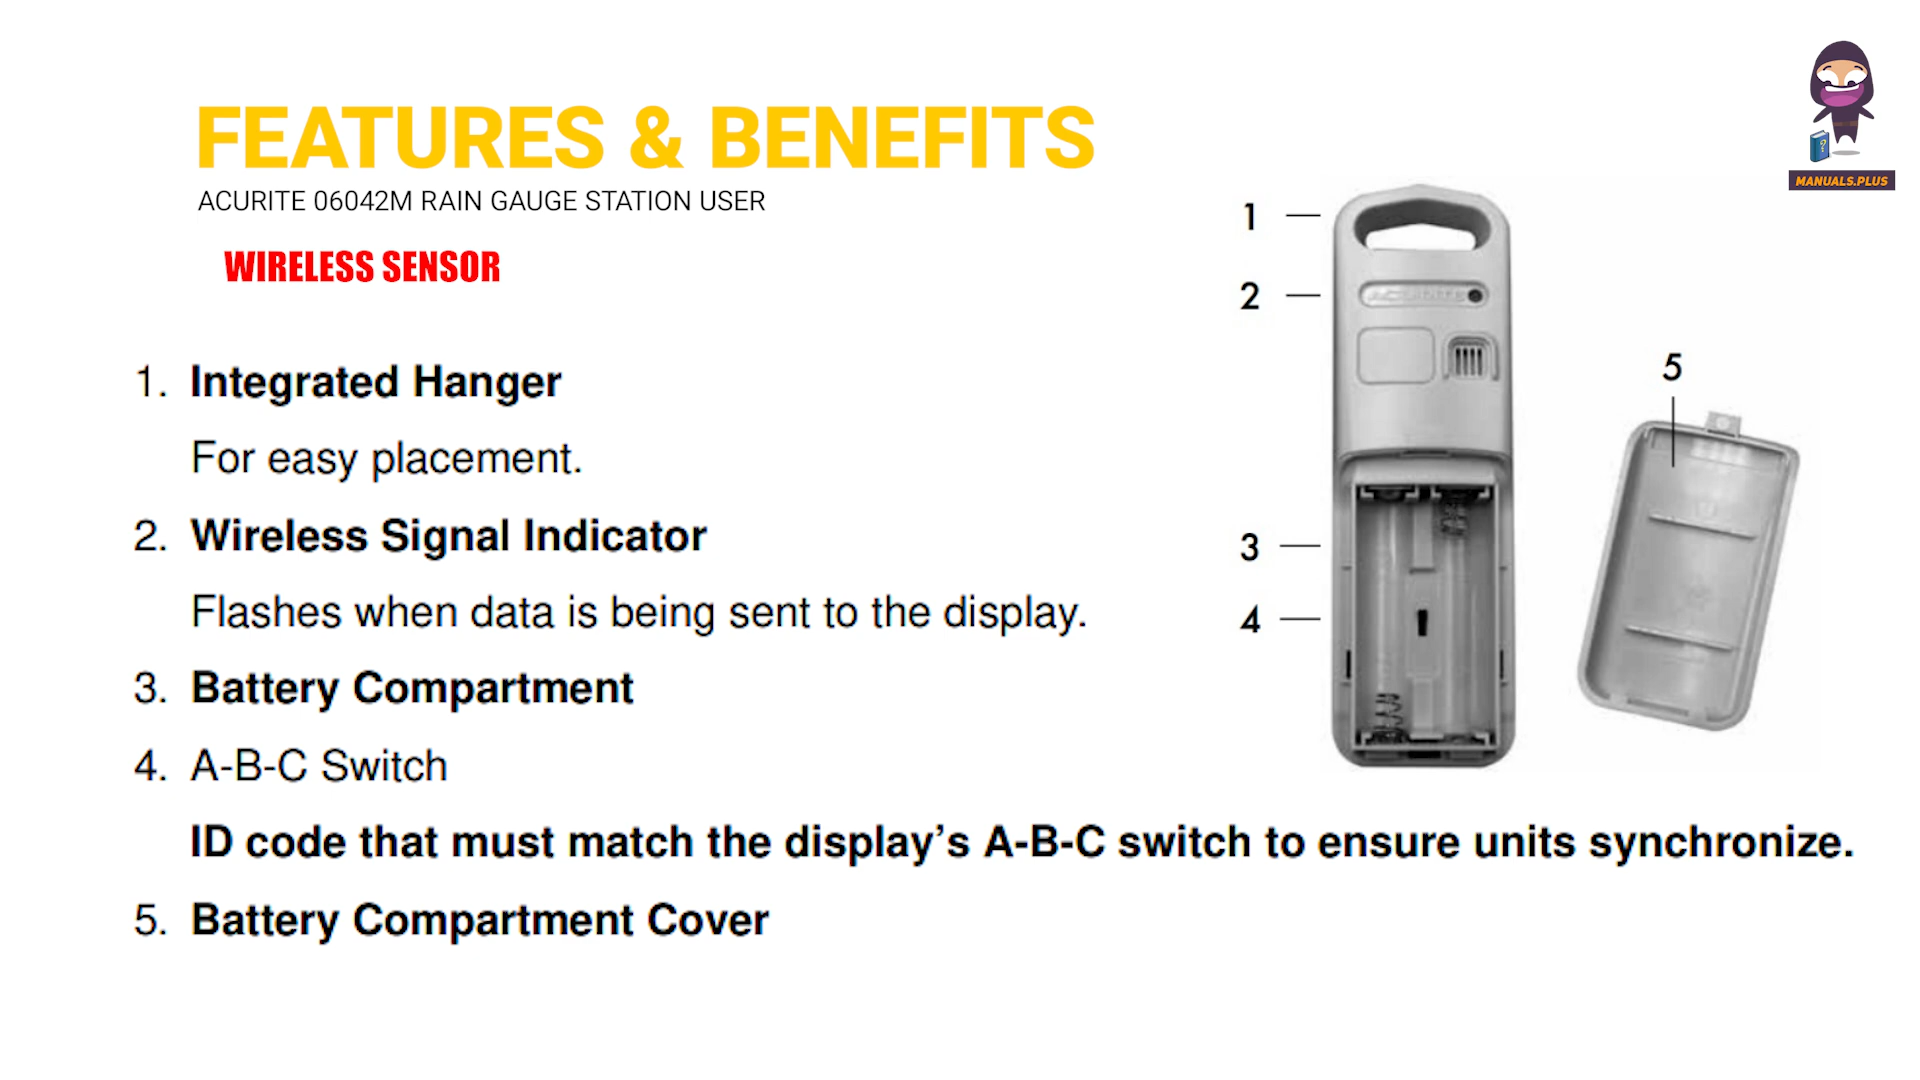 FEATURES & BENEFITS
ACURITE 06042M RAIN GAUGE STATION USER
WIRELESS SENSOR
1. Integrated Hanger
For easy placement.
2. Wireless Signal Indicator
Flashes when data is being sent to the display.
3. Battery Compartment
4. A-B-C Switch
ID code that must match the display’s A-B-C switch to ensure units synchronize.
5. Battery Compartment Cover
1
2
3
4
5
?
MANUALS.PLUS